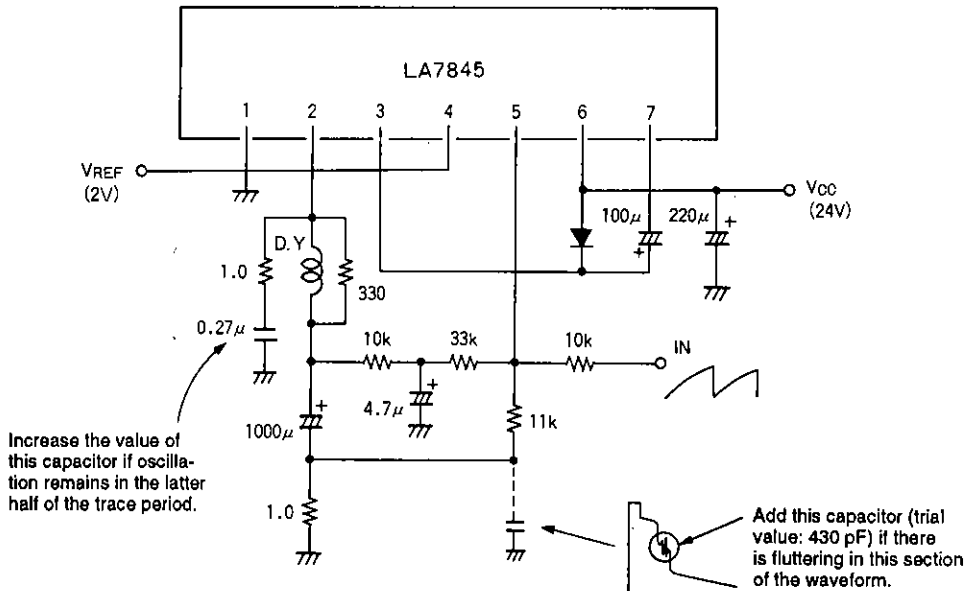 LA7845
1 2 3 4 5 6 7
VREF
(2V)
VCC
(24V)
100μ 220μ
+
+
D.Y
1.0
330
0.27μ
10k 33k 10k
IN
+
4.7μ
+
1000μ
11k
Increase the value of
this capacitor if oscilla-
tion remains in the latter
half of the trace period.
1.0
Add this capacitor (trial
value: 430 pF) if there
is fluttering in this section
of the waveform.